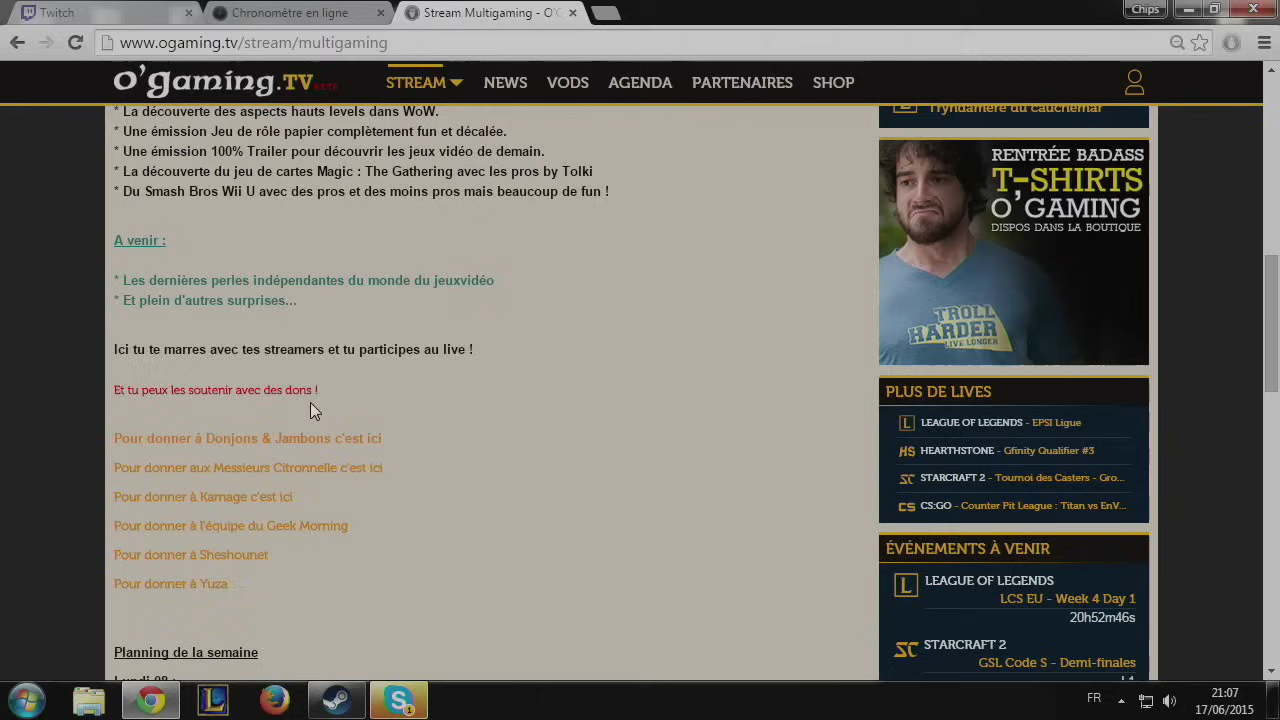 Twitch
Chronomètre en ligne
Stream Multigaming - O'G
Chips
www.ogaming.tv/stream/multigaming
o'gaming.TV BETA
STREAM
NEWS
VODS
AGENDA
PARTENAIRES
SHOP
* La découverte des aspects hauts levels dans WoW.
* Une émission Jeu de rôle papier complètement fun et décalée.
* Une émission 100% Trailer pour découvrir les jeux vidéo de demain.
* La découverte du jeu de cartes Magic : The Gathering avec les pros by Tolki
* Du Smash Bros Wii U avec des pros et des moins pros mais beaucoup de fun !
A venir :
* Les dernières perles indépendantes du monde du jeuxvidéo
* Et plein d'autres surprises...
Ici tu te marres avec tes streamers et tu participes au live !
Et tu peux les soutenir avec des dons !
Pour donner à Donjons & Jambons c'est ici
Pour donner aux Messieurs Citronnelle c'est ici
Pour donner à Karnage c'est ici
Pour donner à l'équipe du Geek Morning
Pour donner à Sheshounet
Pour donner à Yuza
Planning de la semaine
Lundi 08 :
Tryndamere du cauchemar
RENTRÉE BADASS
T-SHIRTS
O'GAMING
DISPOS DANS LA BOUTIQUE
TROLL
HARDER
LIVE LONGER
PLUS DE LIVES
LEAGUE OF LEGENDS - EPSI Ligue
HEARTHSTONE - Gfinity Qualifier #3
STARCRAFT 2 - Tournoi des Casters - Gro...
CS:GO - Counter Pit League : Titan vs EnV...
ÉVÉNEMENTS À VENIR
LEAGUE OF LEGENDS
LCS EU - Week 4 Day 1
20h52m46s
STARCRAFT 2
GSL Code S - Demi-finales
FR
21:07
17/06/2015